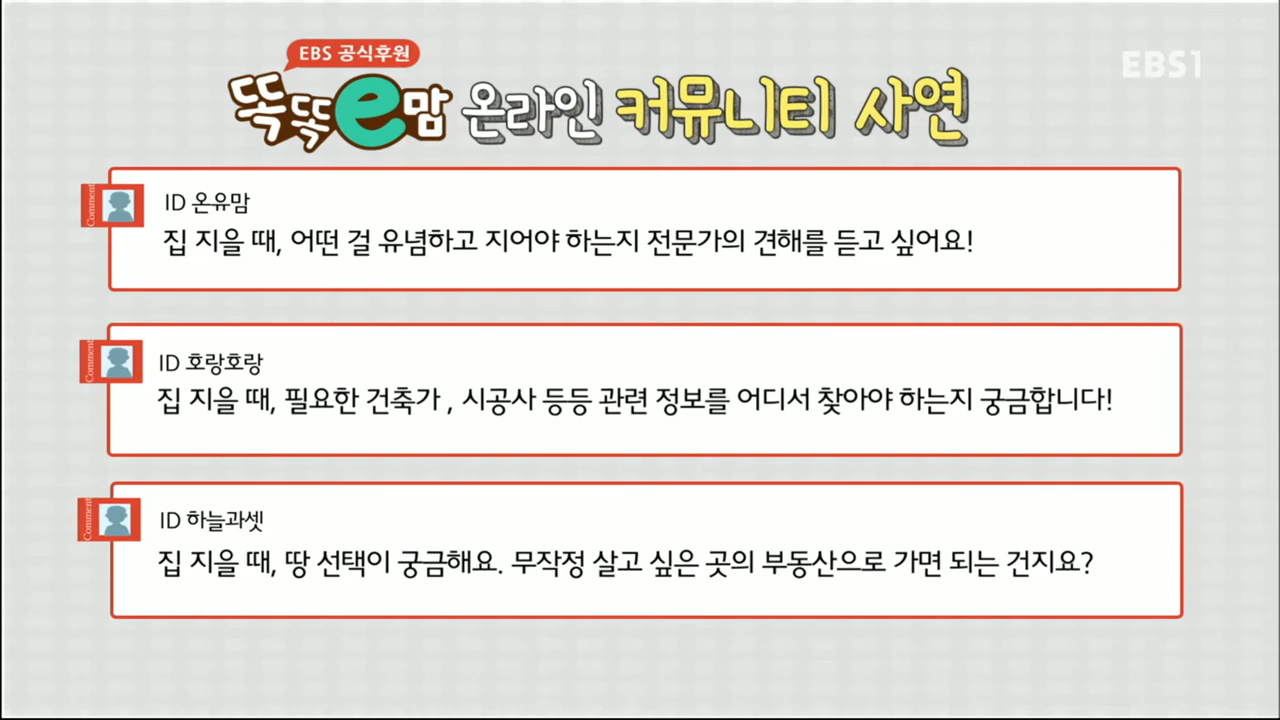 EBS 공식후원
EBS1
똑똑e맘 온라인 커뮤니티 사연
Comment
ID 온유맘
집 지을 때, 어떤 걸 유념하고 지어야 하는지 전문가의 견해를 듣고 싶어요!
Comment
ID 호랑호랑
집 지을 때, 필요한 건축가 , 시공사 등등 관련 정보를 어디서 찾아야 하는지 궁금합니다!
Comment
ID 하늘과셋
집 지을 때, 땅 선택이 궁금해요. 무작정 살고 싶은 곳의 부동산으로 가면 되는 건지요?